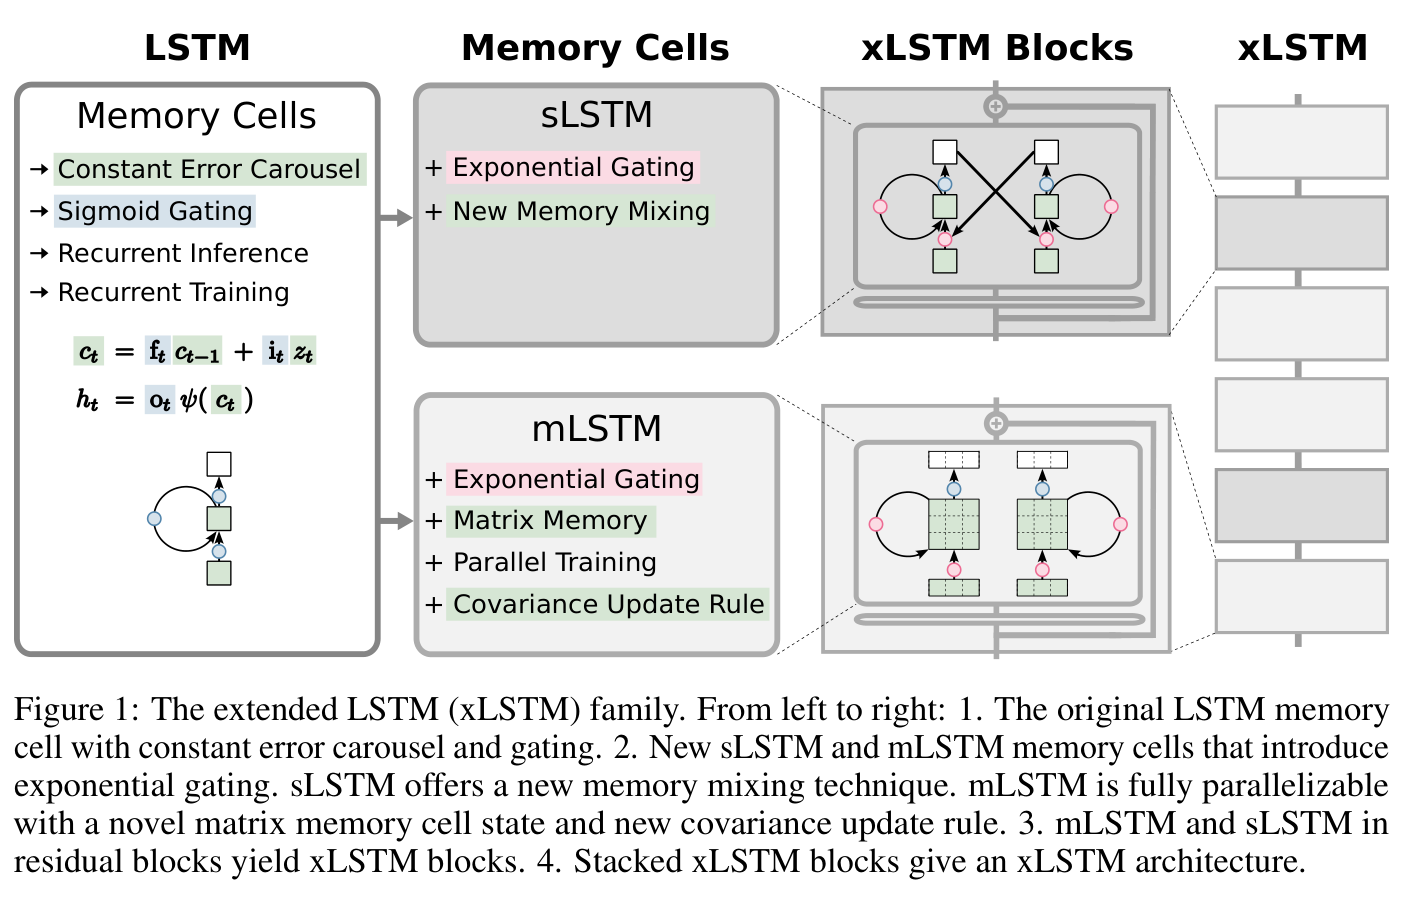 LSTM
Memory Cells
xLSTM Blocks
xLSTM
Memory Cells
→ Constant Error Carousel
→ Sigmoid Gating
→ Recurrent Inference
→ Recurrent Training
c_t = f_t c_{t−1} + i_t z_t
h_t = o_t ψ( c_t )
sLSTM
+ Exponential Gating
+ New Memory Mixing
mLSTM
+ Exponential Gating
+ Matrix Memory
+ Parallel Training
+ Covariance Update Rule
Figure 1: The extended LSTM (xLSTM) family. From left to right: 1. The original LSTM memory
cell with constant error carousel and gating. 2. New sLSTM and mLSTM memory cells that introduce
exponential gating. sLSTM offers a new memory mixing technique. mLSTM is fully parallelizable
with a novel matrix memory cell state and new covariance update rule. 3. mLSTM and sLSTM in
residual blocks yield xLSTM blocks. 4. Stacked xLSTM blocks give an xLSTM architecture.